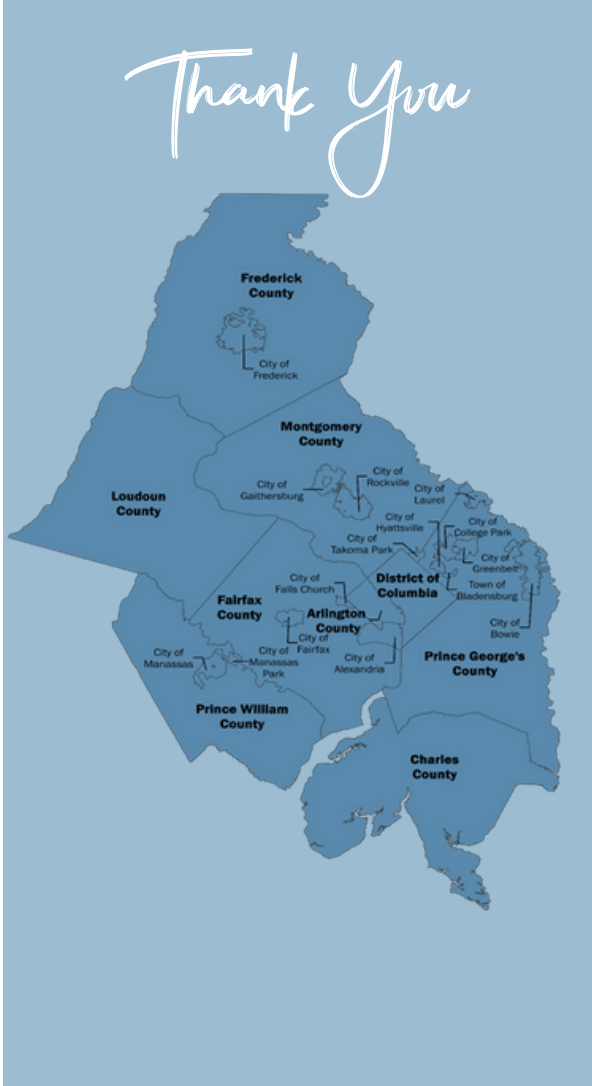 Thank You
Frederick
County
City of
Frederick
Montgomery
County
City of
Rockville
City of
Gaithersburg
City of
Laurel
Loudoun
County
City of
Hyattsville
City of
College Park
City of
Takoma Park
City of
Greenbelt
City of
Falls Church
District of
Columbia
Town of
Bladensburg
Fairfax
County
Arlington
County
City of
Bowie
City of
Fairfax
City of
Manassas
City of
Manassas
Park
City of
Alexandria
Prince George's
County
Prince William
County
Charles
County